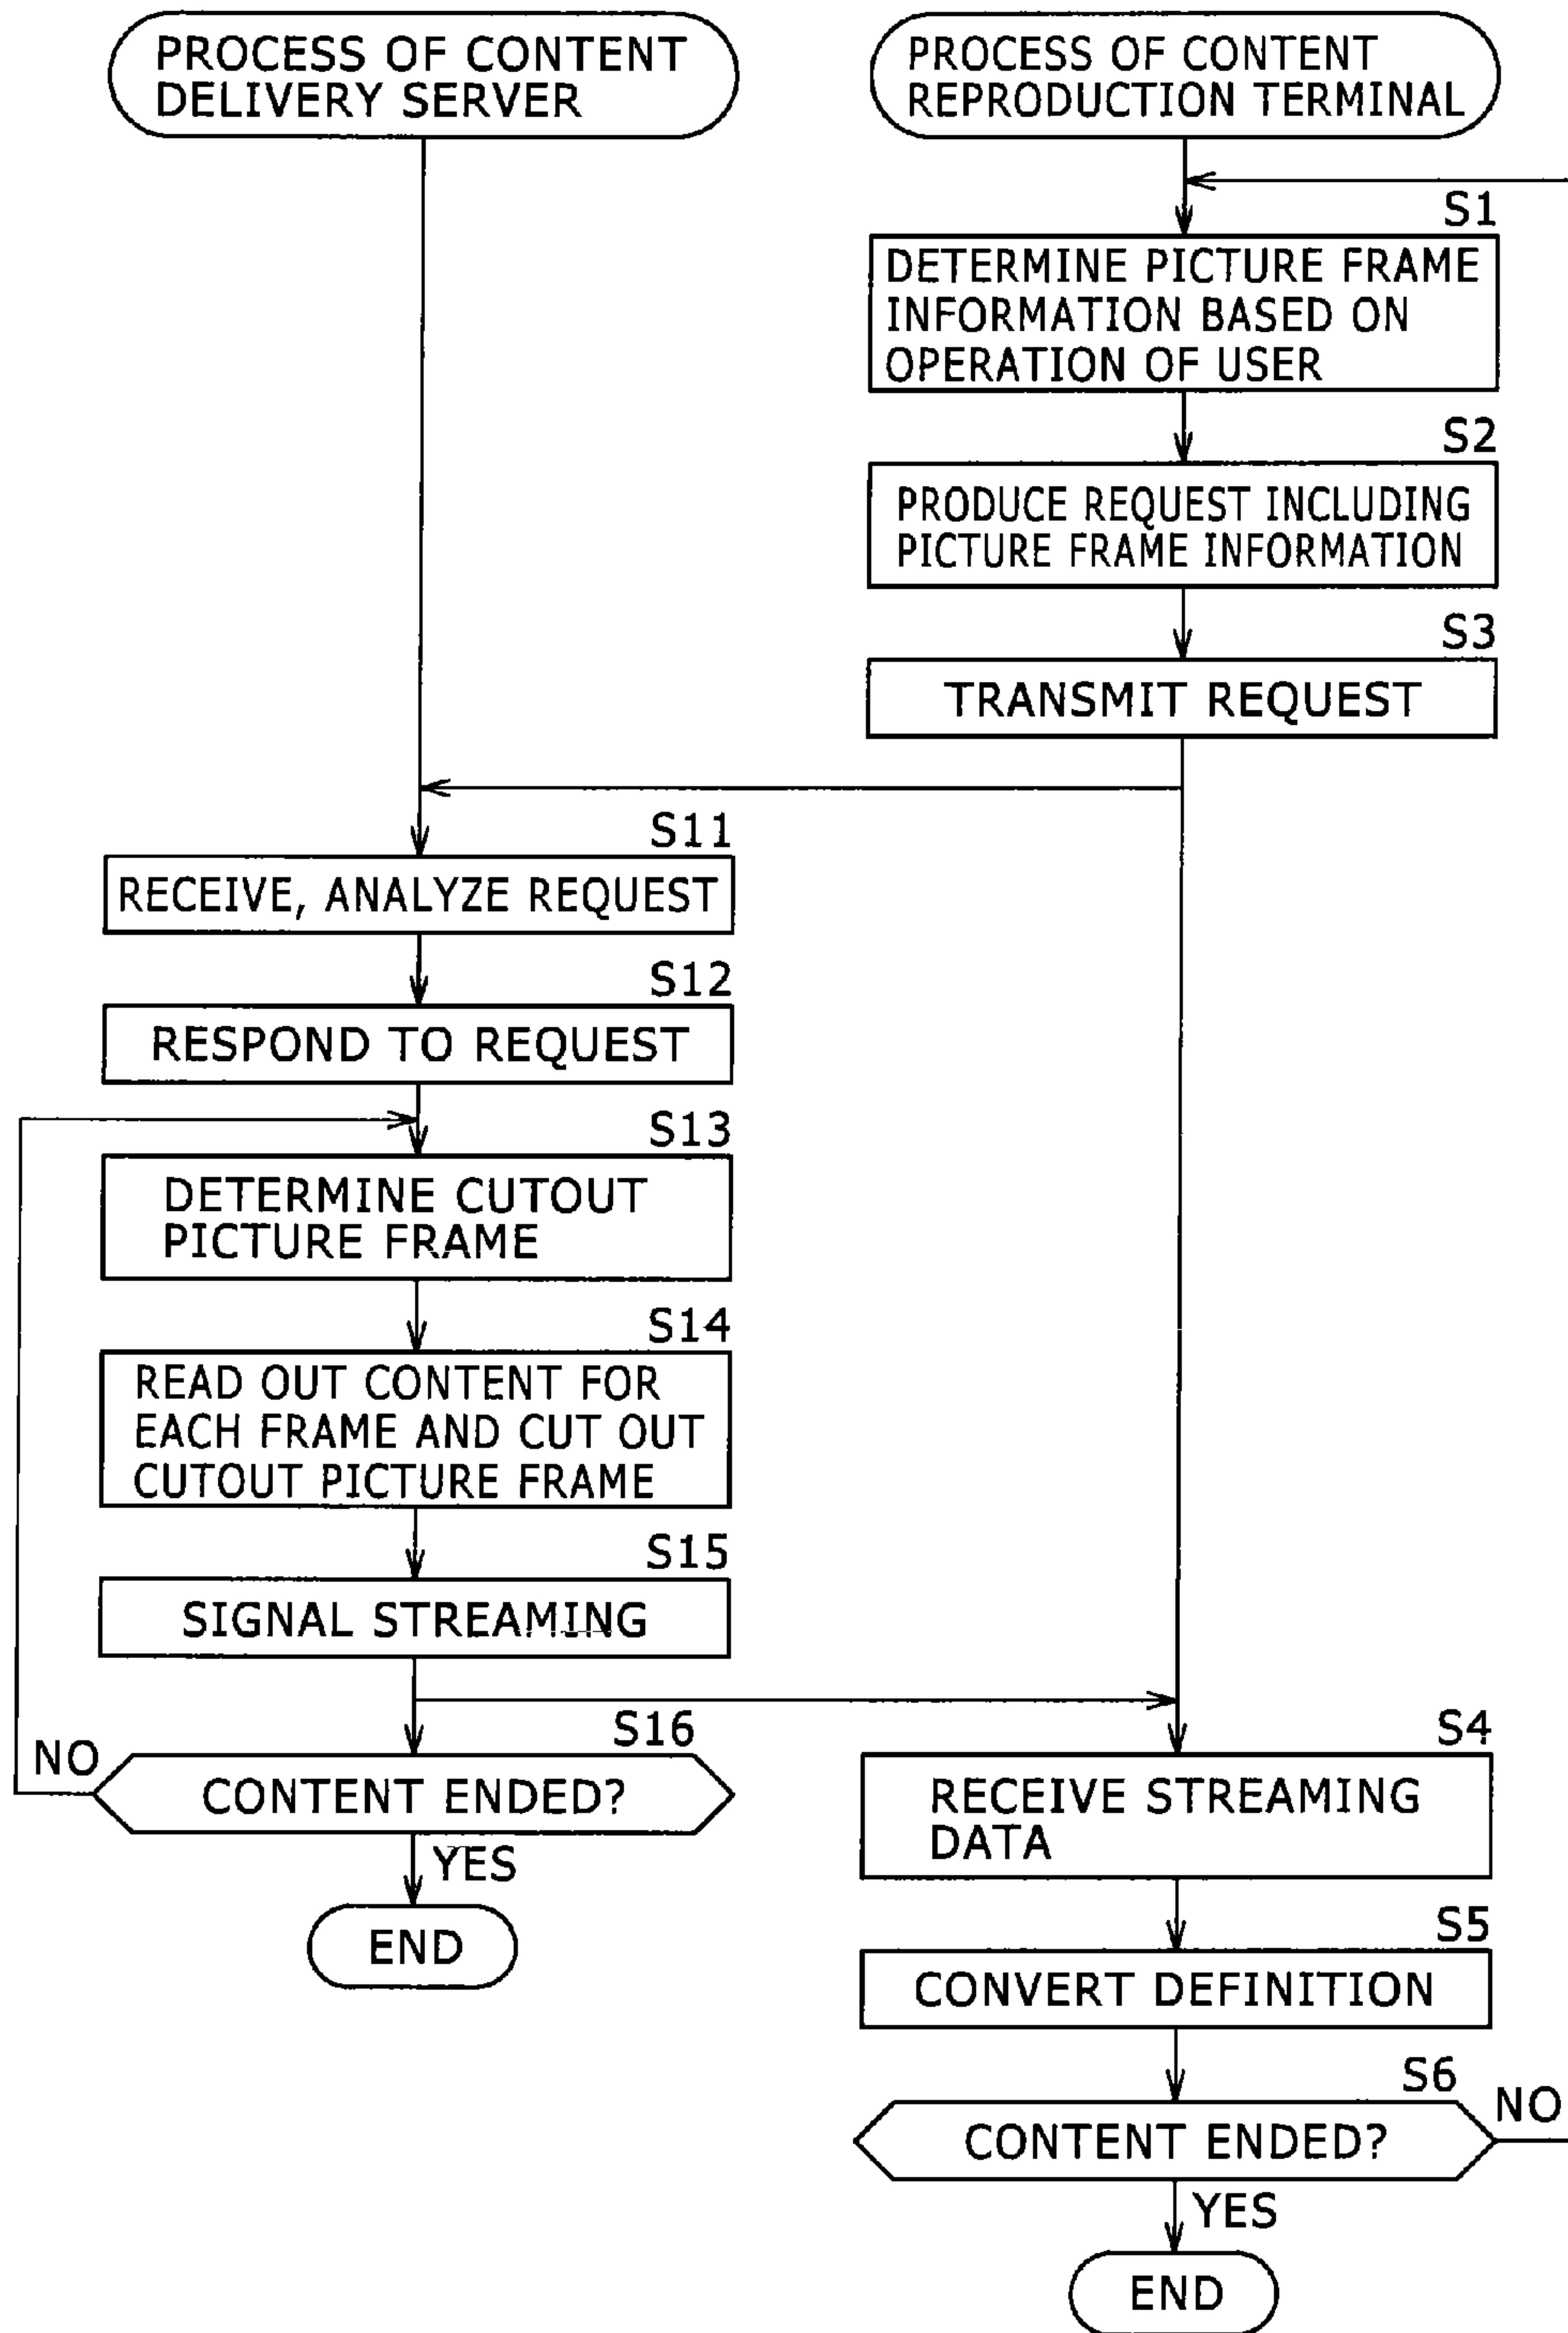 PROCESS OF CONTENT
DELIVERY SERVER
PROCESS OF CONTENT
REPRODUCTION TERMINAL
S1
DETERMINE PICTURE FRAME
INFORMATION BASED ON
OPERATION OF USER
S2
PRODUCE REQUEST INCLUDING
PICTURE FRAME INFORMATION
S3
TRANSMIT REQUEST
S11
RECEIVE, ANALYZE REQUEST
S12
RESPOND TO REQUEST
S13
DETERMINE CUTOUT
PICTURE FRAME
S14
READ OUT CONTENT FOR
EACH FRAME AND CUT OUT
CUTOUT PICTURE FRAME
S15
SIGNAL STREAMING
S16
NO
CONTENT ENDED?
YES
END
S4
RECEIVE STREAMING
DATA
S5
CONVERT DEFINITION
S6
NO
CONTENT ENDED?
YES
END